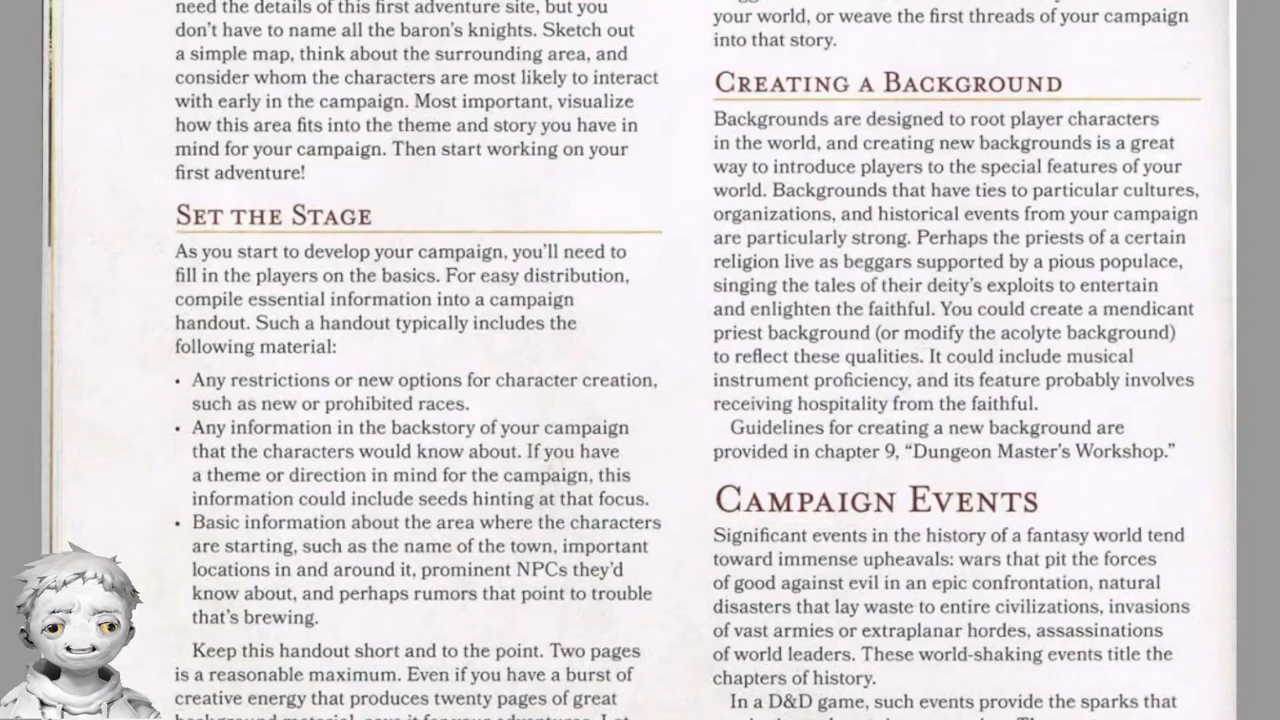 need the details of this first adventure site, but you
don't have to name all the baron's knights. Sketch out
a simple map, think about the surrounding area, and
consider whom the characters are most likely to interact
with early in the campaign. Most important, visualize
how this area fits into the theme and story you have in
mind for your campaign. Then start working on your
first adventure!
Set the Stage
As you start to develop your campaign, you'll need to
fill in the players on the basics. For easy distribution,
compile essential information into a campaign
handout. Such a handout typically includes the
following material:
• Any restrictions or new options for character creation,
such as new or prohibited races.
• Any information in the backstory of your campaign
that the characters would know about. If you have
a theme or direction in mind for the campaign, this
information could include seeds hinting at that focus.
• Basic information about the area where the characters
are starting, such as the name of the town, important
locations in and around it, prominent NPCs they'd
know about, and perhaps rumors that point to trouble
that's brewing.
Keep this handout short and to the point. Two pages
is a reasonable maximum. Even if you have a burst of
creative energy that produces twenty pages of great
your world, or weave the first threads of your campaign
into that story.
Creating a Background
Backgrounds are designed to root player characters
in the world, and creating new backgrounds is a great
way to introduce players to the special features of your
world. Backgrounds that have ties to particular cultures,
organizations, and historical events from your campaign
are particularly strong. Perhaps the priests of a certain
religion live as beggars supported by a pious populace,
singing the tales of their deity's exploits to entertain
and enlighten the faithful. You could create a mendicant
priest background (or modify the acolyte background)
to reflect these qualities. It could include musical
instrument proficiency, and its feature probably involves
receiving hospitality from the faithful.
Guidelines for creating a new background are
provided in chapter 9, "Dungeon Master's Workshop."
Campaign Events
Significant events in the history of a fantasy world tend
toward immense upheavals: wars that pit the forces
of good against evil in an epic confrontation, natural
disasters that lay waste to entire civilizations, invasions
of vast armies or extraplanar hordes, assassinations
of world leaders. These world-shaking events title the
chapters of history.
In a D&D game, such events provide the sparks that